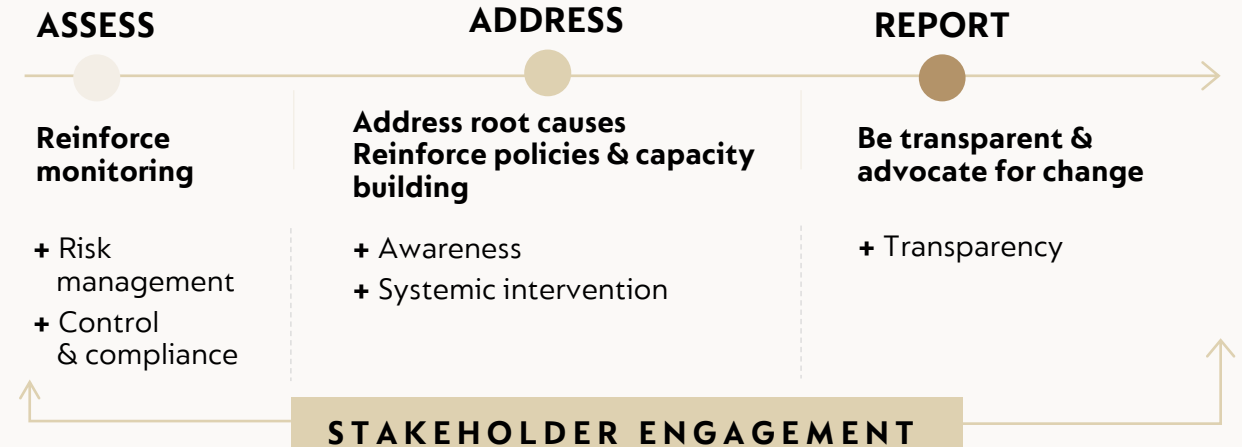 ASSESS
ADDRESS
REPORT
Reinforce
monitoring
+ Risk
management
+ Control
& compliance
Address root causes
Reinforce policies & capacity
building
+ Awareness
+ Systemic intervention
Be transparent &
advocate for change
+ Transparency
STAKEHOLDER ENGAGEMENT